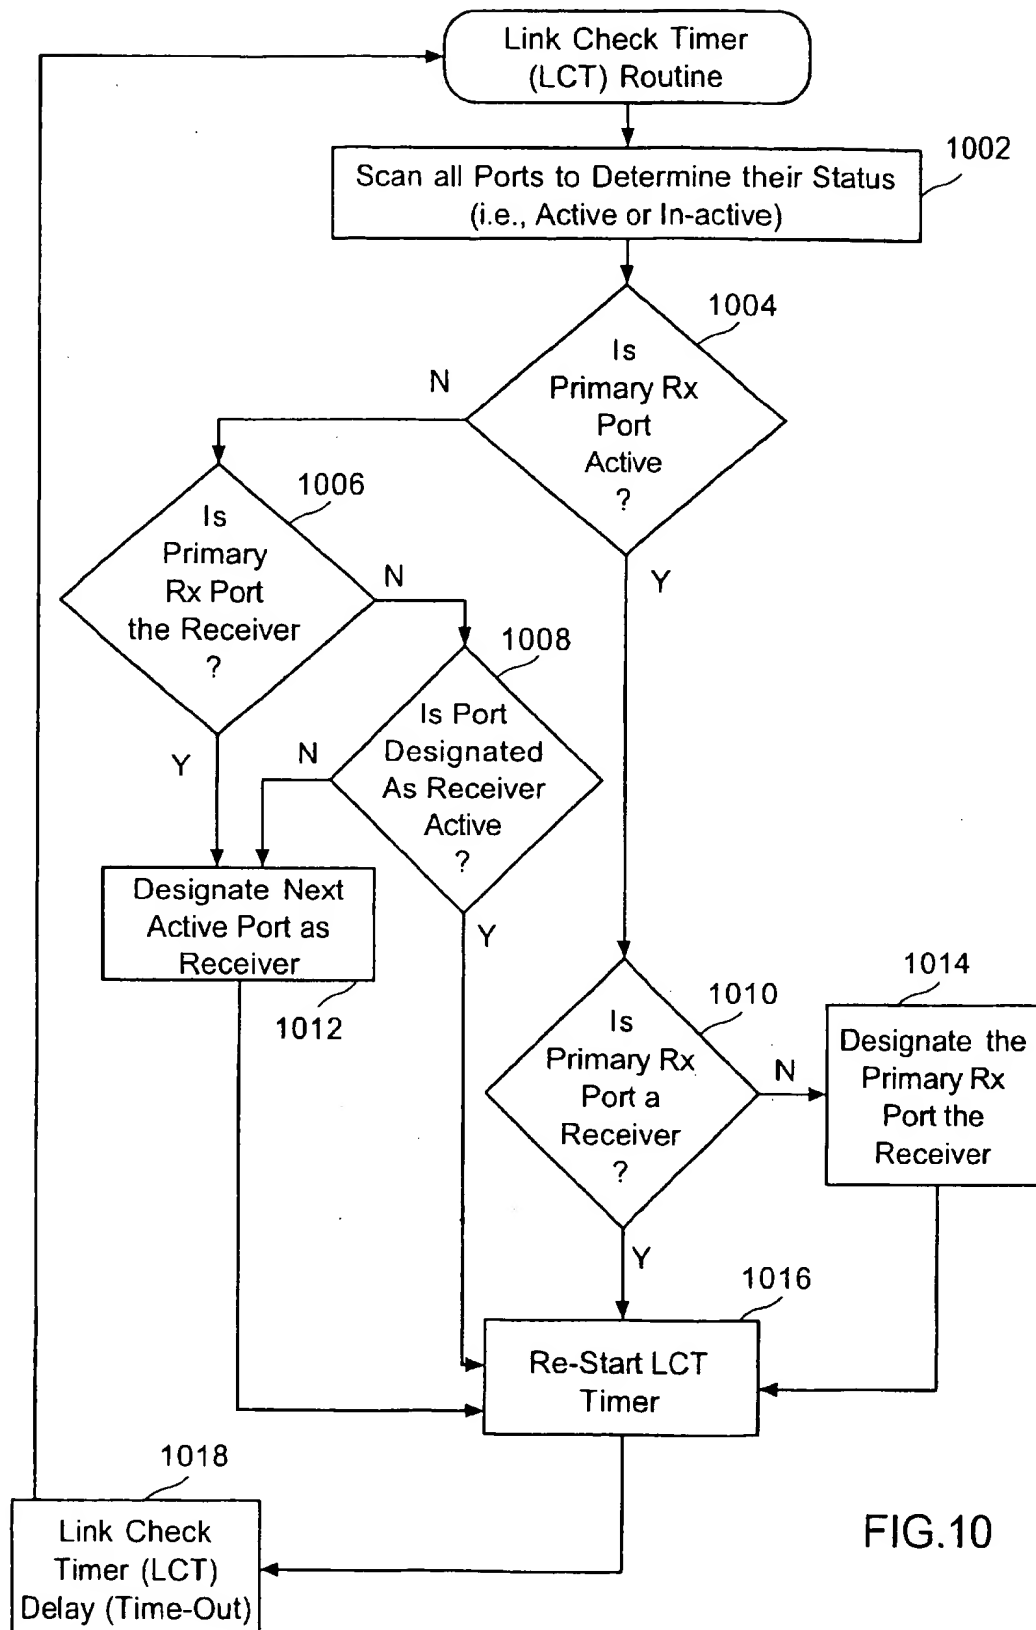 Link Check Timer
(LCT) Routine
1002
Scan all Ports to Determine their Status
(i.e., Active or In-active)
1004
Is
Primary Rx
Port
Active
?
N
Y
1006
Is
Primary
Rx Port
the Receiver
?
N
Y
1008
Is Port
Designated
As Receiver
Active
?
N
Y
Designate Next
Active Port as
Receiver
1012
1010
Is
Primary Rx
Port a
Receiver
?
N
Y
1014
Designate the
Primary Rx
Port the
Receiver
1016
Re-Start LCT
Timer
1018
Link Check
Timer (LCT)
Delay (Time-Out)
FIG.10